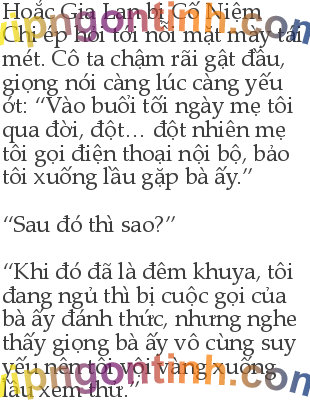 Hoắc Gia Lan bị Cố Niệm
Chi ép hỏi tới nỗi mặt mày tái
mét. Cô ta chậm rãi gật đầu,
giọng nói càng lúc càng yếu
ớt: “Vào buổi tối ngày mẹ tôi
qua đời, đột… đột nhiên mẹ
tôi gọi điện thoại nội bộ, bảo
tôi xuống lầu gặp bà ấy.”
“Sau đó thì sao?”
“Khi đó đã là đêm khuya, tôi
đang ngủ thì bị cuộc gọi của
bà ấy đánh thức, nhưng nghe
thấy giọng bà ấy vô cùng suy
yếu nên tôi vội vàng xuống
lầu xem thử.”
vipngontinh.com
vipngontinh.com